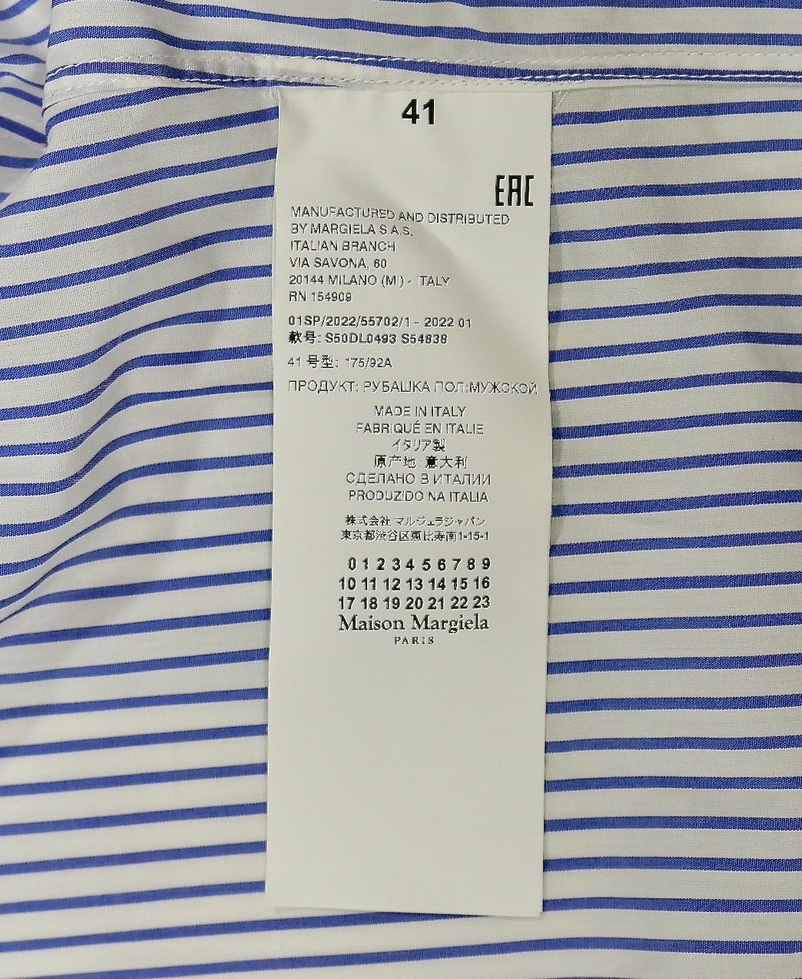 41
EAC
MANUFACTURED AND DISTRIBUTED
BY MARGIELA S.A.S.
ITALIAN BRANCH
VIA SAVONA, 60
20144 MILANO (MI) - ITALY
RN 154909
01SP/2022/55702/1 - 2022 01
款号: S50DL0493 S54838
41 号型: 175/92A
ПРОДУКТ: РУБАШКА ПОЛ:МУЖСКОЙ
MADE IN ITALY
FABRIQUÉ EN ITALIE
イタリア製
原产地 意大利
СДЕЛАНО В ИТАЛИИ
PRODUZIDO NA ITALIA
株式会社 マルジェラジャパン
東京都渋谷区恵比寿南1-15-1
0 1 2 3 4 5 6 7 8 9
10 11 12 13 14 15 16
17 18 19 20 21 22 23
Maison Margiela
PARIS